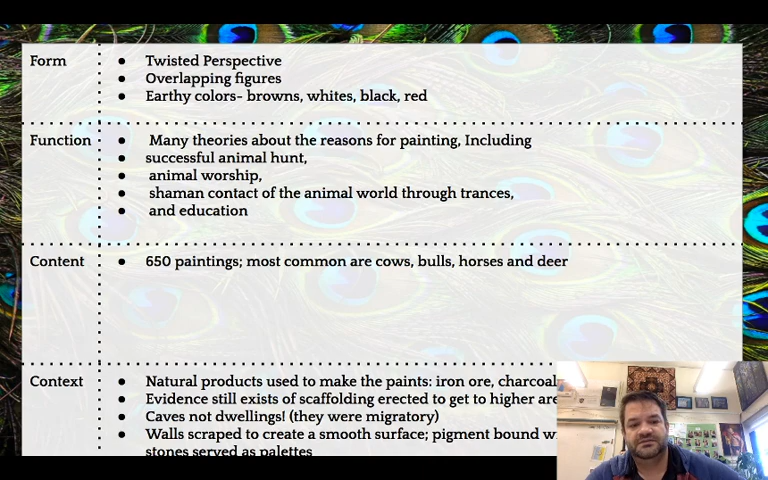 Form
● Twisted Perspective
● Overlapping figures
● Earthy colors- browns, whites, black, red
Function
● Many theories about the reasons for painting, Including
● successful animal hunt,
● animal worship,
● shaman contact of the animal world through trances,
● and education
Content
● 650 paintings; most common are cows, bulls, horses and deer
Context
● Natural products used to make the paints: iron ore, charcoal
● Evidence still exists of scaffolding erected to get to higher
● Caves not dwellings! (they were migratory)
● Walls scraped to create a smooth surface; pigment bound
stones served as palettes